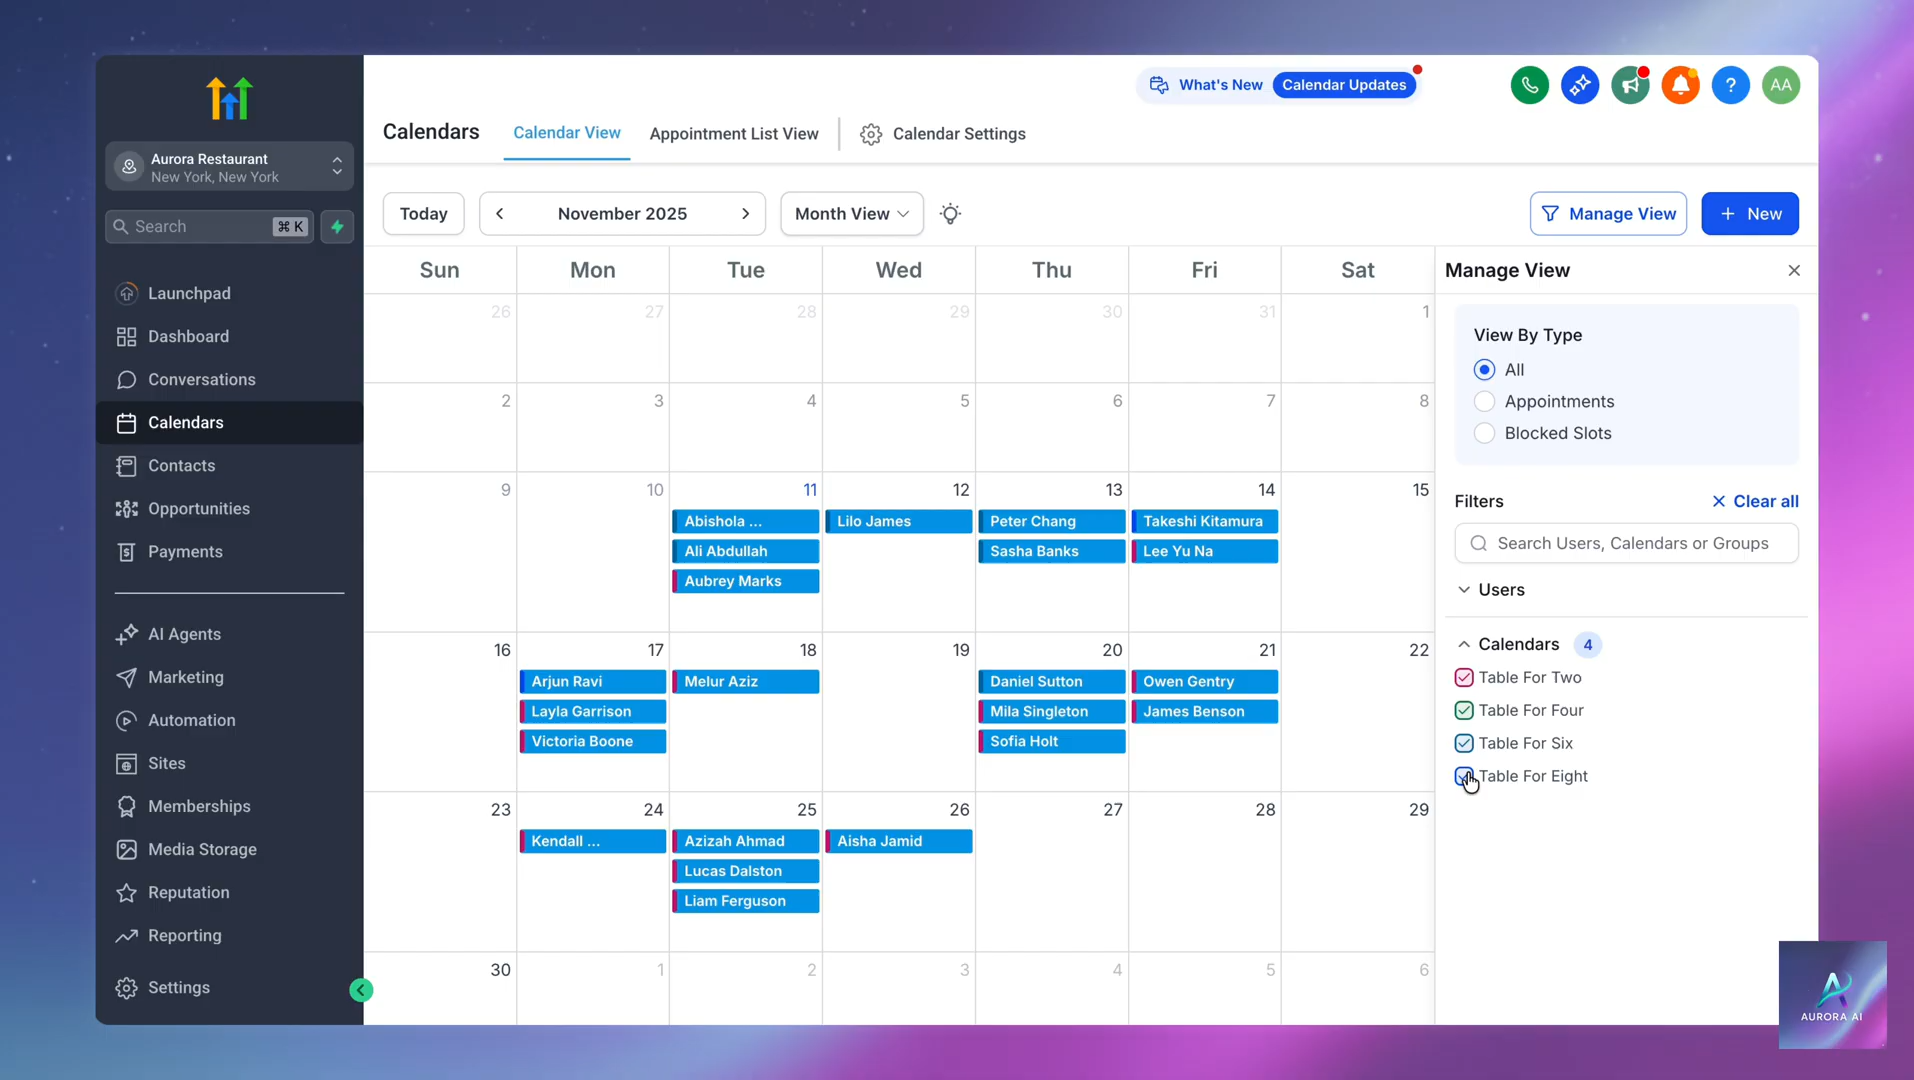 What's New
Calendar Updates
AA
Calendars
Calendar View
Appointment List View
Calendar Settings
Aurora Restaurant
New York, New York
Search
⌘ K
Launchpad
Dashboard
Conversations
Calendars
Contacts
Opportunities
Payments
AI Agents
Marketing
Automation
Sites
Memberships
Media Storage
Reputation
Reporting
Settings
Today
November 2025
Month View
Manage View
+ New
Sun Mon Tue Wed Thu Fri Sat
26 27 28 29 30 31 1
2 3 4 5 6 7 8
9 10 11 12 13 14 15
Abishola ... Lilo James Peter Chang Takeshi Kitamura
Ali Abdullah Sasha Banks Lee Yu Na
Aubrey Marks
16 17 18 19 20 21 22
Arjun Ravi Melur Aziz Daniel Sutton Owen Gentry
Layla Garrison Mila Singleton James Benson
Victoria Boone Sofia Holt
23 24 25 26 27 28 29
Kendall ... Azizah Ahmad Aisha Jamid
Lucas Dalston
Liam Ferguson
30 1 2 3 4 5 6
Manage View
View By Type
All
Appointments
Blocked Slots
Filters
Clear all
Search Users, Calendars or Groups
Users
Calendars 4
Table For Two
Table For Four
Table For Six
Table For Eight
AURORA AI